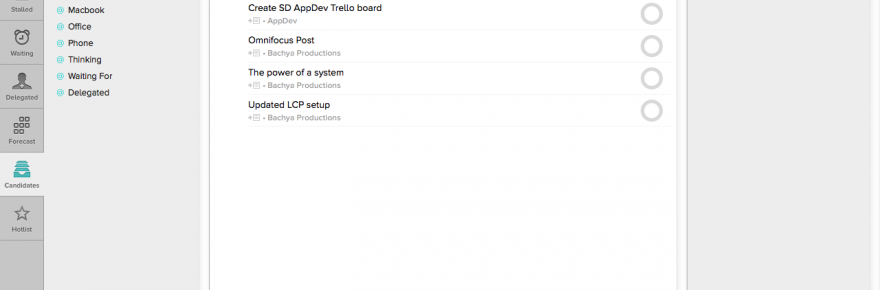 Stalled
Waiting
Delegated
Forecast
Candidates
Hotlist
@ Macbook
@ Office
@ Phone
@ Thinking
@ Waiting For
@ Delegated
Create SD AppDev Trello board
• AppDev
Omnifocus Post
• Bachya Productions
The power of a system
• Bachya Productions
Updated LCP setup
• Bachya Productions